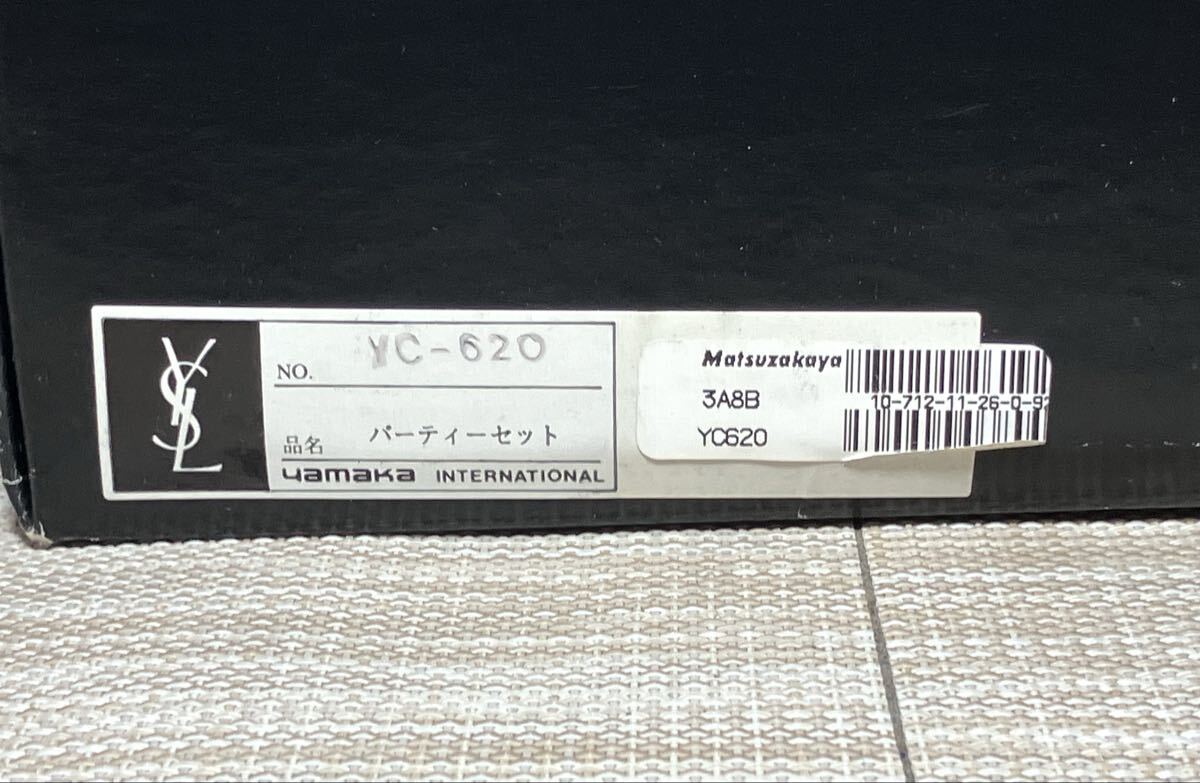 YSL
NO. YC-620
品名 パーティーセット
yamaka INTERNATIONAL
Matsuzakaya
3A8B
10-712-11-26-0-9
YC620